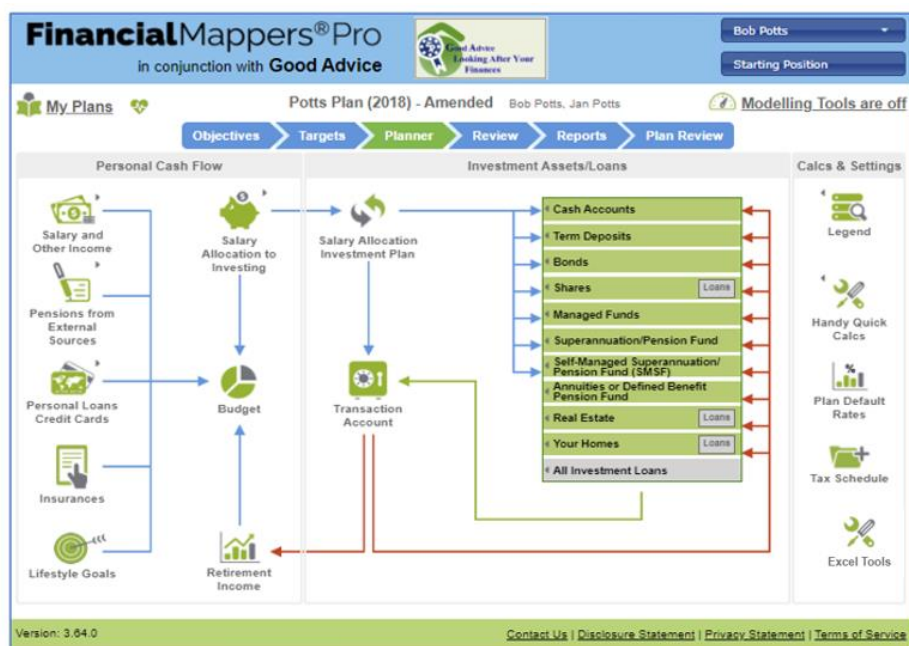 FinancialMappers®Pro
in conjunction with Good Advice
Good Advice
Looking After Your
Finances
Bob Potts
Starting Position
My Plans
Potts Plan (2018) - Amended Bob Potts, Jan Potts
Modelling Tools are off
Objectives
Targets
Planner
Review
Reports
Plan Review
Personal Cash Flow
Investment Assets/Loans
Calcs & Settings
Salary and
Other Income
Salary
Allocation to
Investing
Salary Allocation
Investment Plan
Pensions from
External
Sources
Personal Loans
Credit Cards
Budget
Transaction
Account
Insurances
Lifestyle Goals
Retirement
Income
Cash Accounts
Term Deposits
Bonds
Shares Loans
Managed Funds
Superannuation/Pension Fund
Self-Managed Superannuation/
Pension Fund (SMSF)
Annuities or Defined Benefit
Pension Fund
Real Estate Loans
Your Homes Loans
All Investment Loans
Legend
Handy Quick
Calcs
%
Plan Default
Rates
Tax Schedule
Excel Tools
Version: 3.64.0
Contact Us | Disclosure Statement | Privacy Statement | Terms of Service